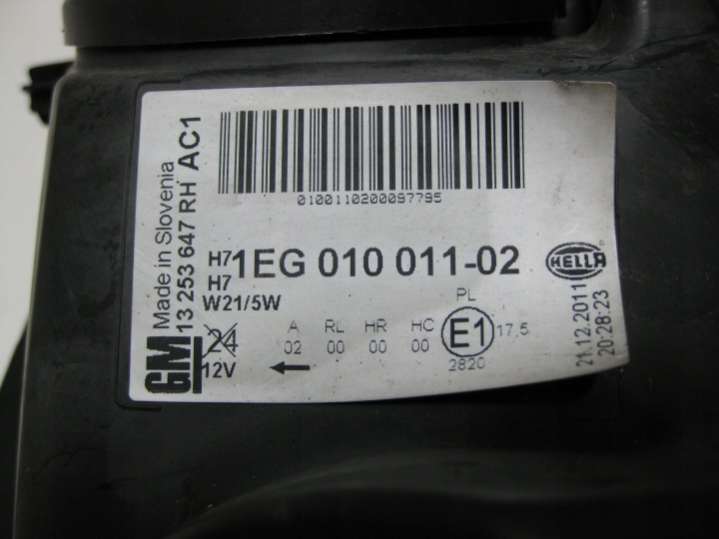 GM
Made in Slovenia
13 253 647 RH AC1
0100110200097795
H7
H7
W21/5W
1EG 010 011-02
HELLA
24
12V
A RL HR HC
02 00 00 00
PL
E1
17.5
2820
21.12.2011
20:28:23